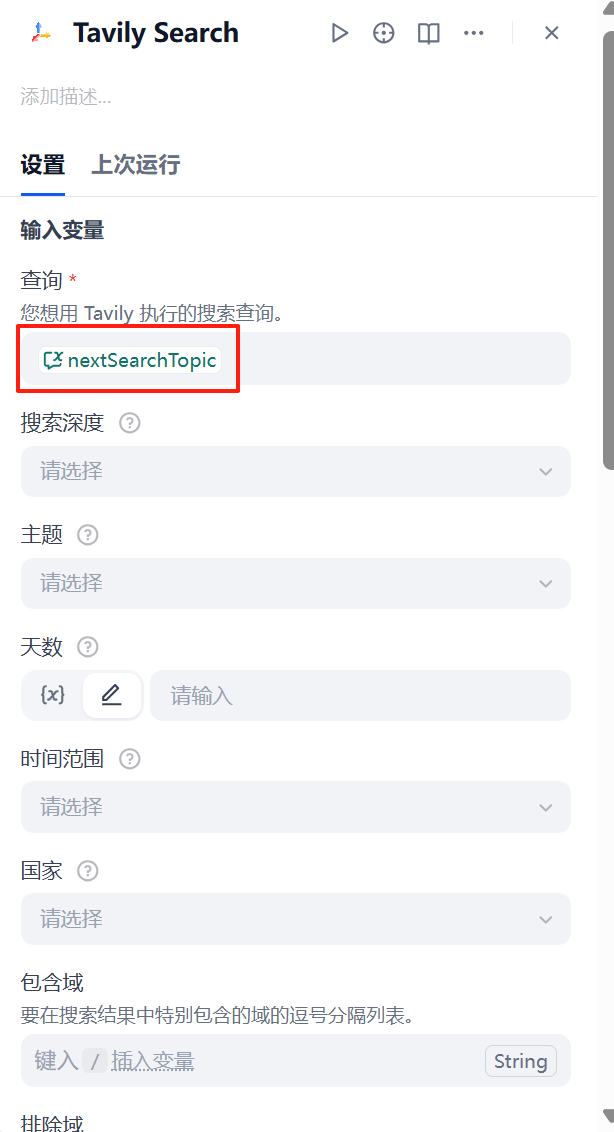 Tavily Search
添加描述...
设置 上次运行
输入变量
查询 *
您想用 Tavily 执行的搜索查询。
nextSearchTopic
搜索深度
请选择
主题
请选择
天数
{x} 请输入
时间范围
请选择
国家
请选择
包含域
要在搜索结果中特别包含的域的逗号分隔列表。
键入 / 插入变量 String
排除域